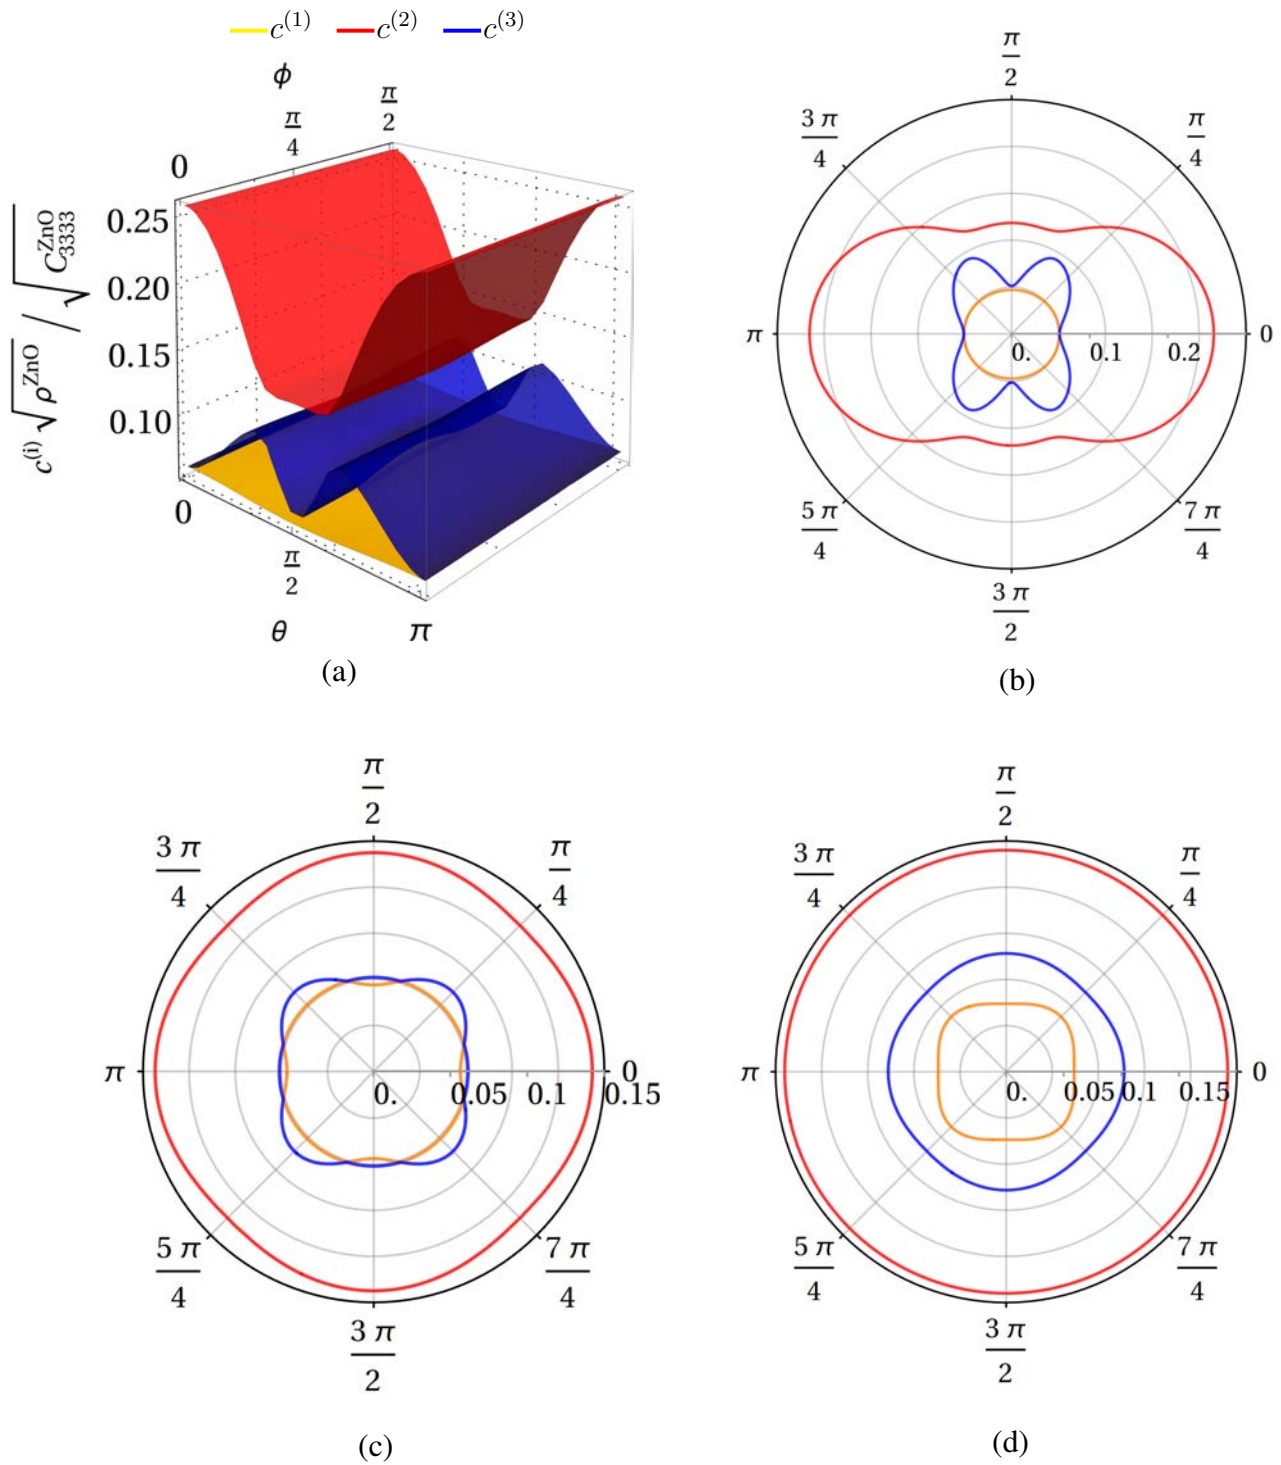 c^(1) c^(2) c^(3)
ϕ
0 π/4 π/2
c^(i) √ρ^ZnO / √C_3333^ZnO
0.25
0.20
0.15
0.10
0 π/2 π
θ
(a)
π/2
3π/4 π/4
π 0. 0.1 0.2 0
5π/4 7π/4
3π/2
(b)
π/2
3π/4 π/4
π 0
0. 0.05 0.1 0.15
5π/4 7π/4
3π/2
(c)
π/2
3π/4 π/4
π 0
0. 0.05 0.1 0.15
5π/4 7π/4
3π/2
(d)